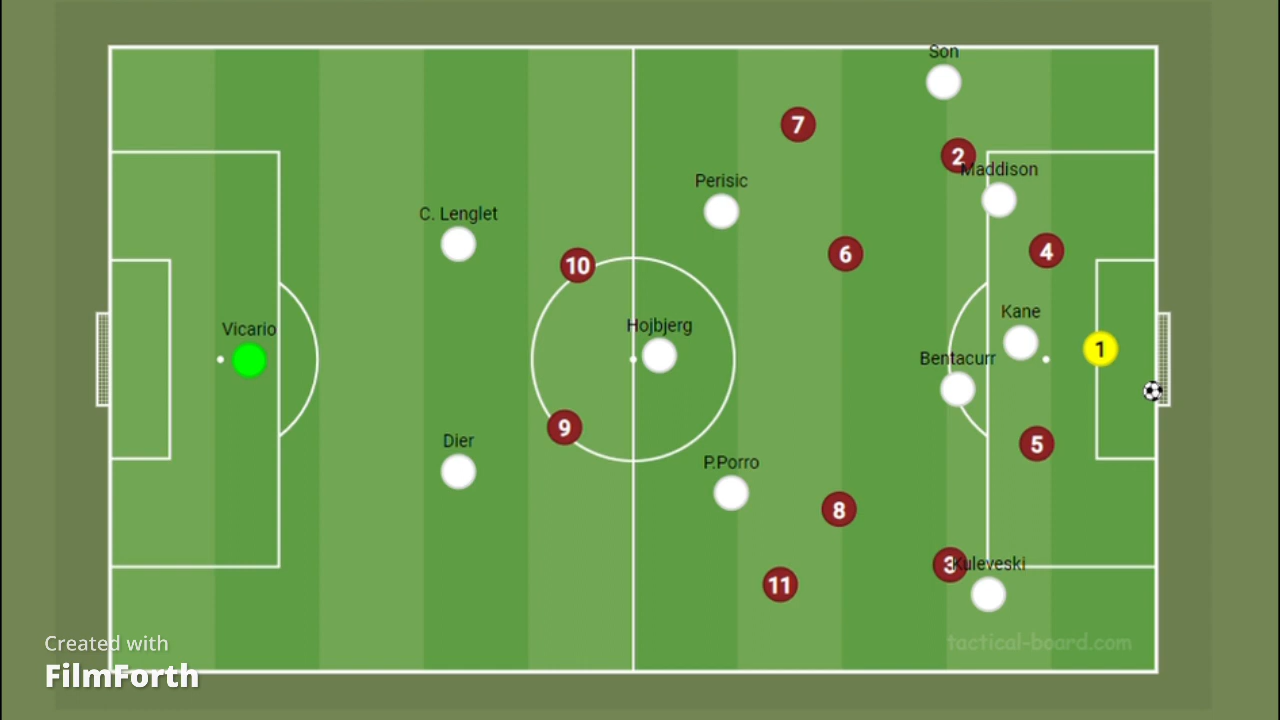 Son
7
2
Maddison
Perisic
C. Lenglet
4
6
10
Kane
Hojbjerg
Vicario
1
Bentacurr
9
Dier
5
P.Porro
8
3
Kuleveski
11
Created with
FilmForth
tactical-board.com